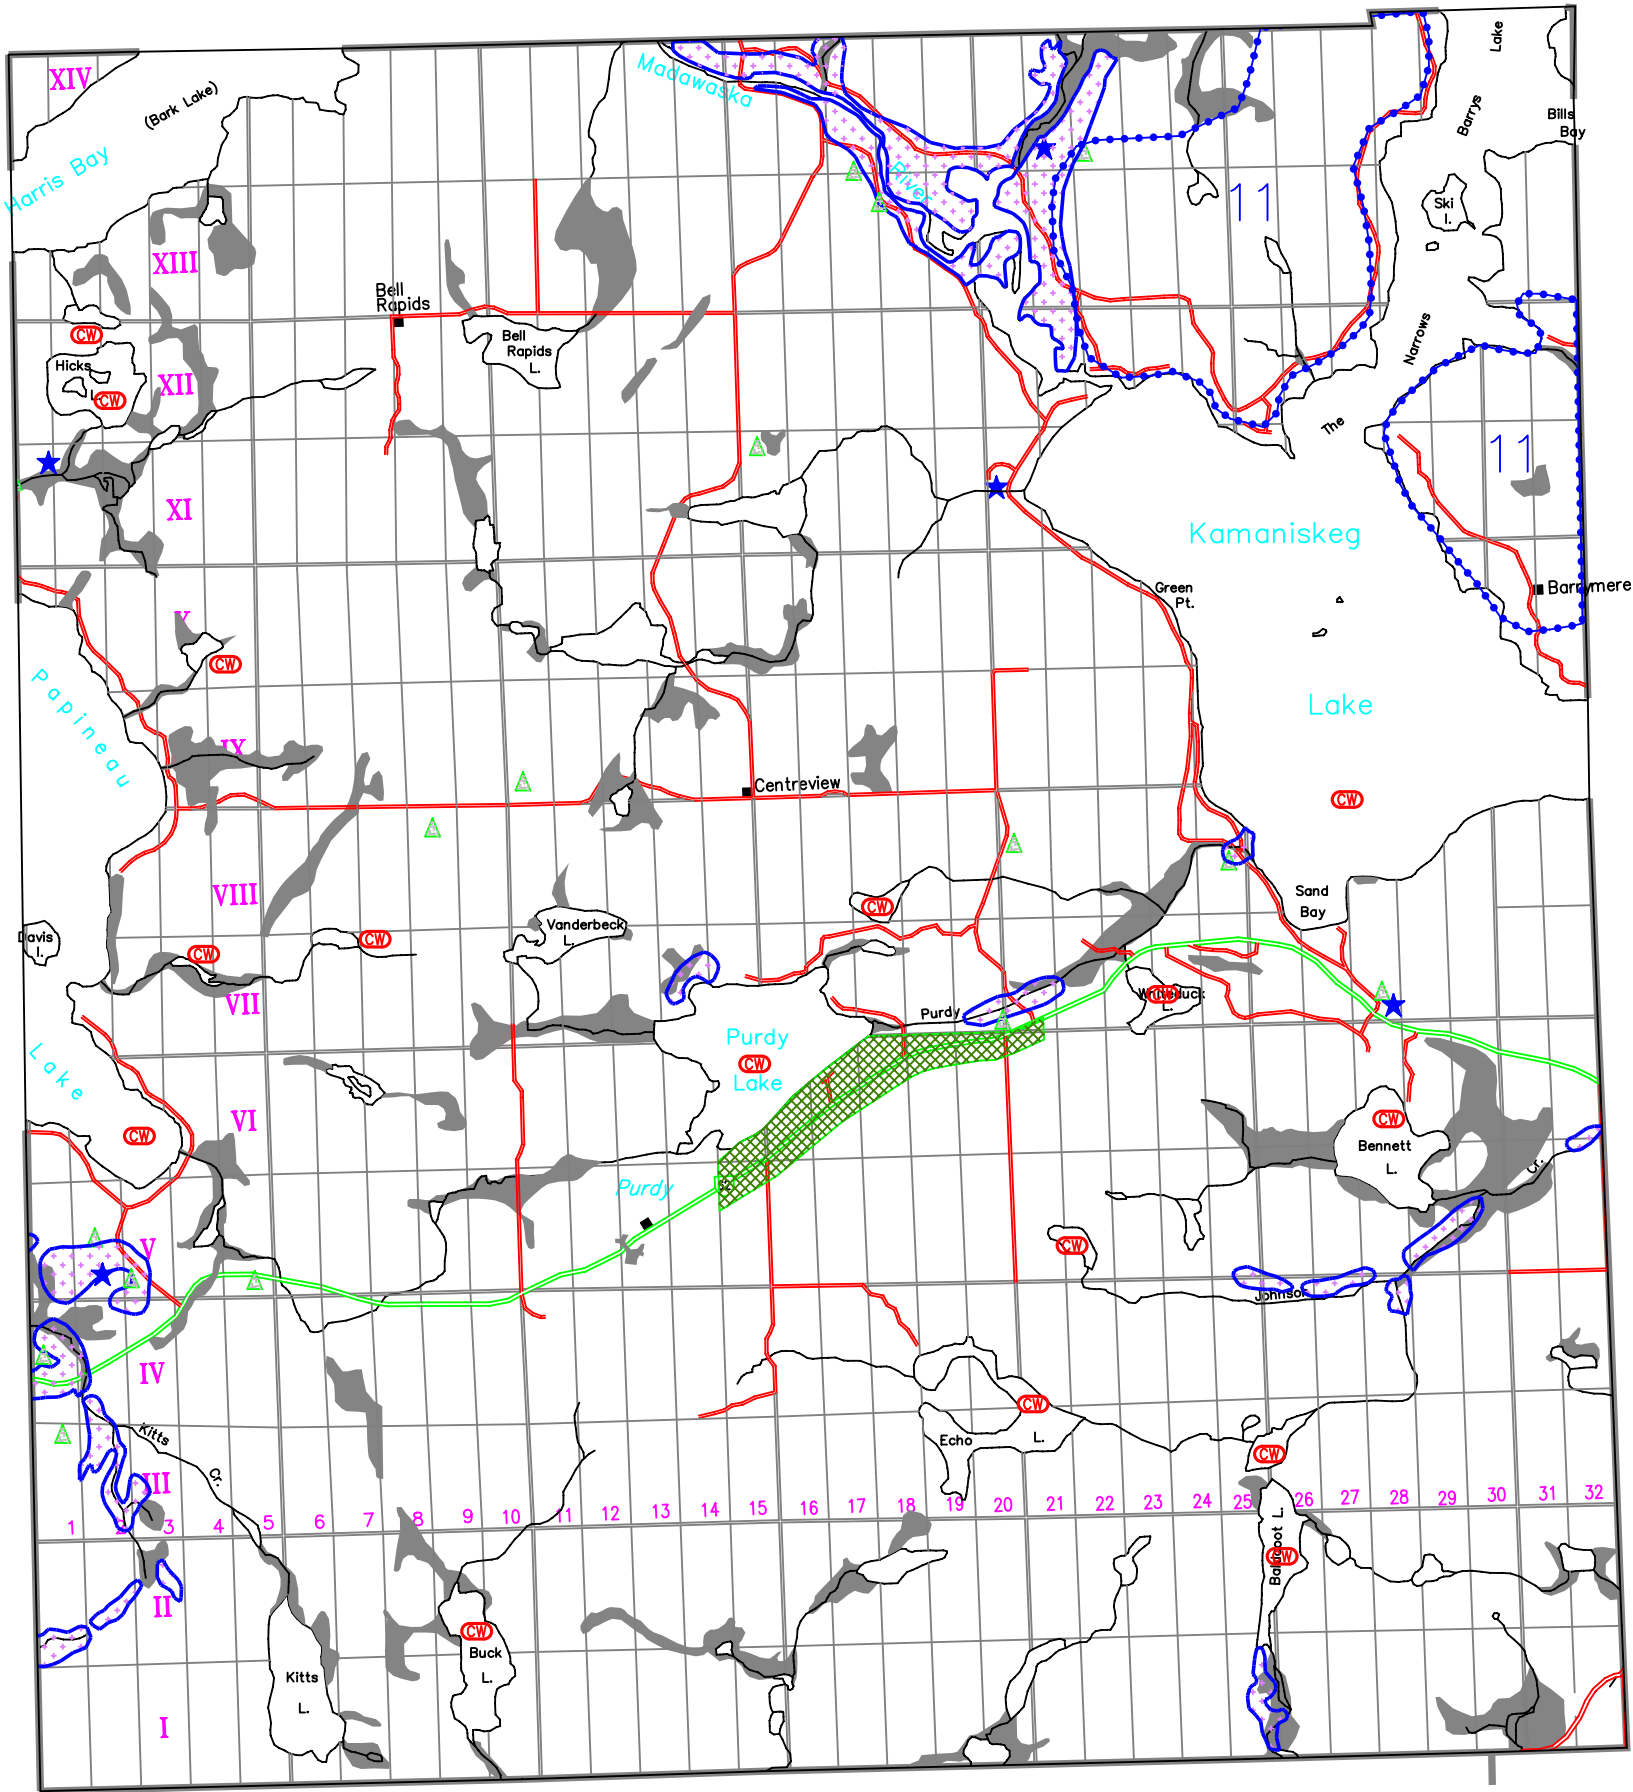 Lake
XIV
Madawaska
(Bark Lake)
Barrys
Bills
Bay
Harris Bay
River
11
Ski
I.
XIII
Bell
Rapids
CW
Bell
Rapids
L.
Narrows
Hicks
L.
CW
XII
The
11
XI
Kamaniskeg
Green
Pt.
Barrymere
CW
Papineau
Lake
IX
Centreview
CW
VIII
Sand
Bay
CW
Vanderbeck
L.
Davis
I.
CW
CW
VII
Whiteduck
CW
L.
Purdy
Purdy
Lake
CW
Lake
VI
CW
CW
Bennett
L.
Cr.
Purdy
V
CW
Johnson
IV
CW
Kitts
Cr.
Echo
L.
CW
III
1 2 3 4 5 6 7 8 9 10 11 12 13 14 15 16 17 18 19 20 21 22 23 24 25 26 27 28 29 30 31 32
L.
CW
II
CW
Buck
L.
Kitts
L.
I